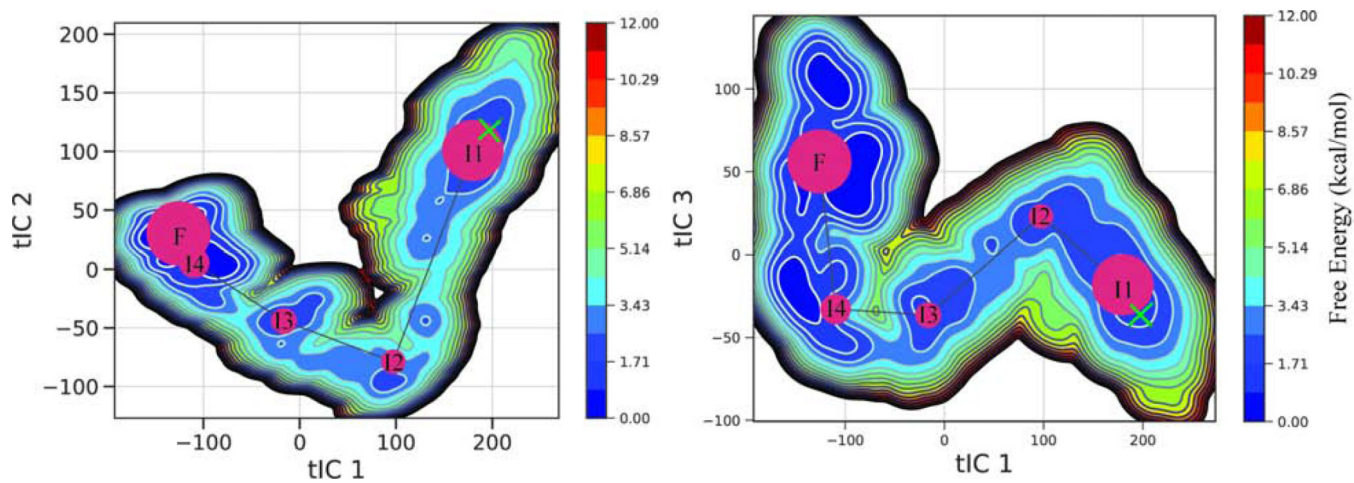 200
150
100
50
0
−50
−100
tIC 2
−100
0
100
200
tIC 1
F
I4
I3
I2
I1
12.00
10.29
8.57
6.86
5.14
3.43
1.71
0.00
100
50
0
−50
−100
tIC 3
−100
0
100
200
tIC 1
F
I4
I3
I2
I1
12.00
10.29
8.57
6.86
5.14
3.43
1.71
0.00
Free Energy (kcal/mol)